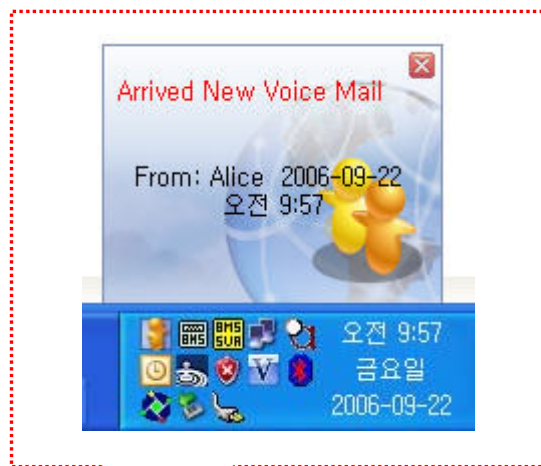 Arrived New Voice Mail
From: Alice 2006-09-22
오전 9:57
BMS
BMS
SVR
오전 9:57
V
금요일
2006-09-22